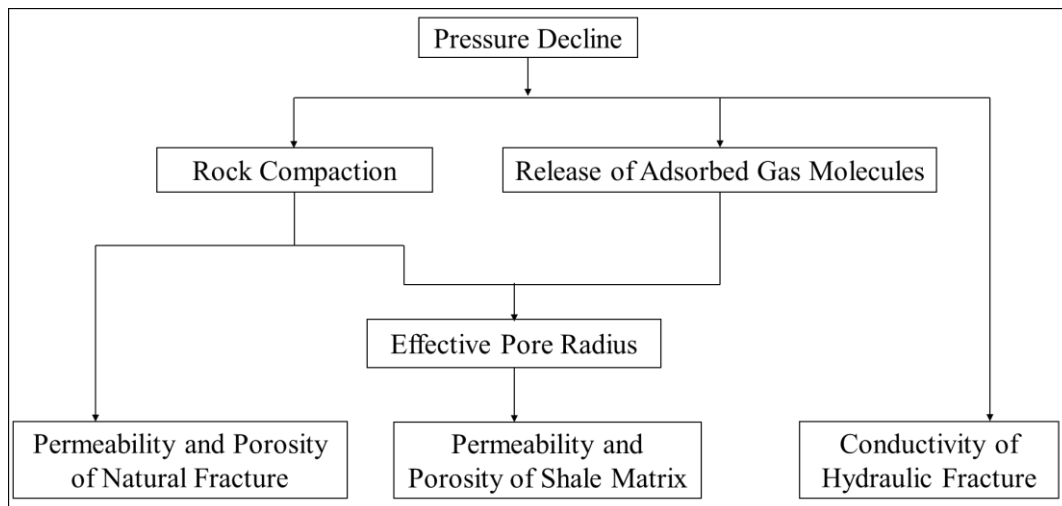 Pressure Decline
Rock Compaction
Release of Adsorbed Gas Molecules
Effective Pore Radius
Permeability and Porosity
of Natural Fracture
Permeability and
Porosity of Shale Matrix
Conductivity of
Hydraulic Fracture